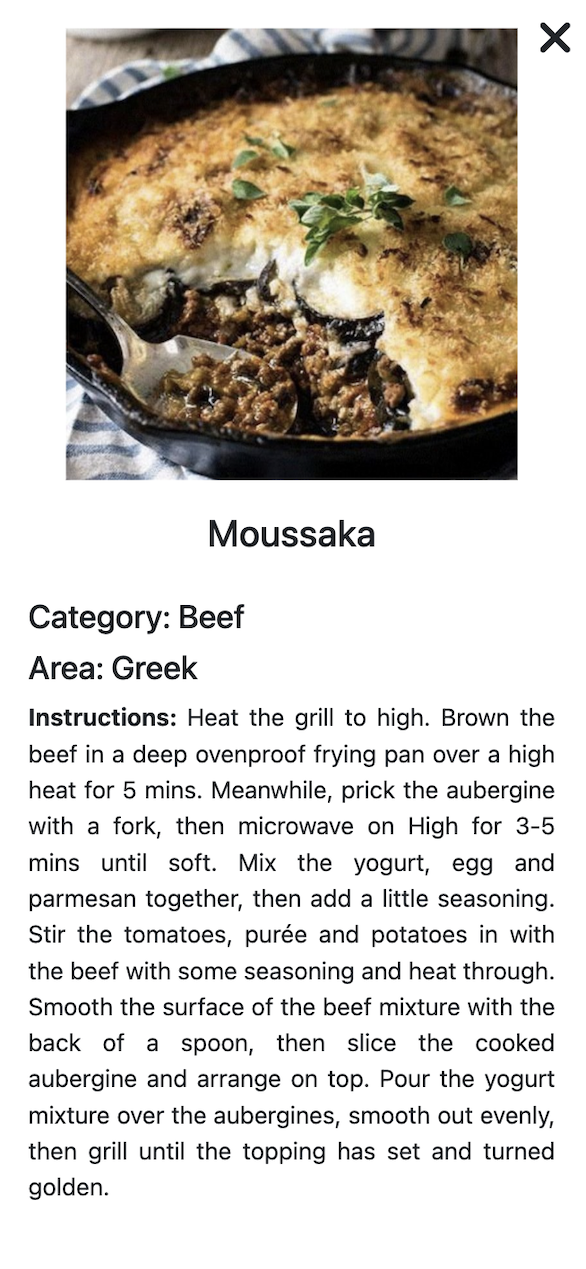 Moussaka
Category: Beef
Area: Greek
Instructions: Heat the grill to high. Brown the
beef in a deep ovenproof frying pan over a high
heat for 5 mins. Meanwhile, prick the aubergine
with a fork, then microwave on High for 3-5
mins until soft. Mix the yogurt, egg and
parmesan together, then add a little seasoning.
Stir the tomatoes, purée and potatoes in with
the beef with some seasoning and heat through.
Smooth the surface of the beef mixture with the
back of a spoon, then slice the cooked
aubergine and arrange on top. Pour the yogurt
mixture over the aubergines, smooth out evenly,
then grill until the topping has set and turned
golden.